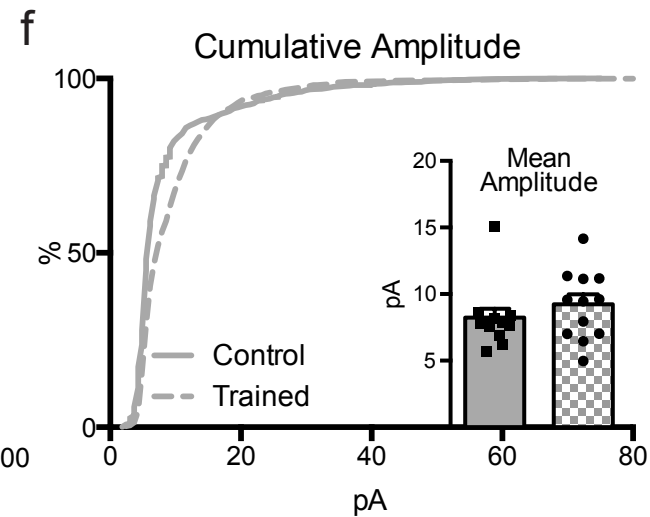 f
Cumulative Amplitude
100
50
0
%
Control
Trained
00
0 20 40 60 80
pA
Mean
Amplitude
20
15
10
5
pA